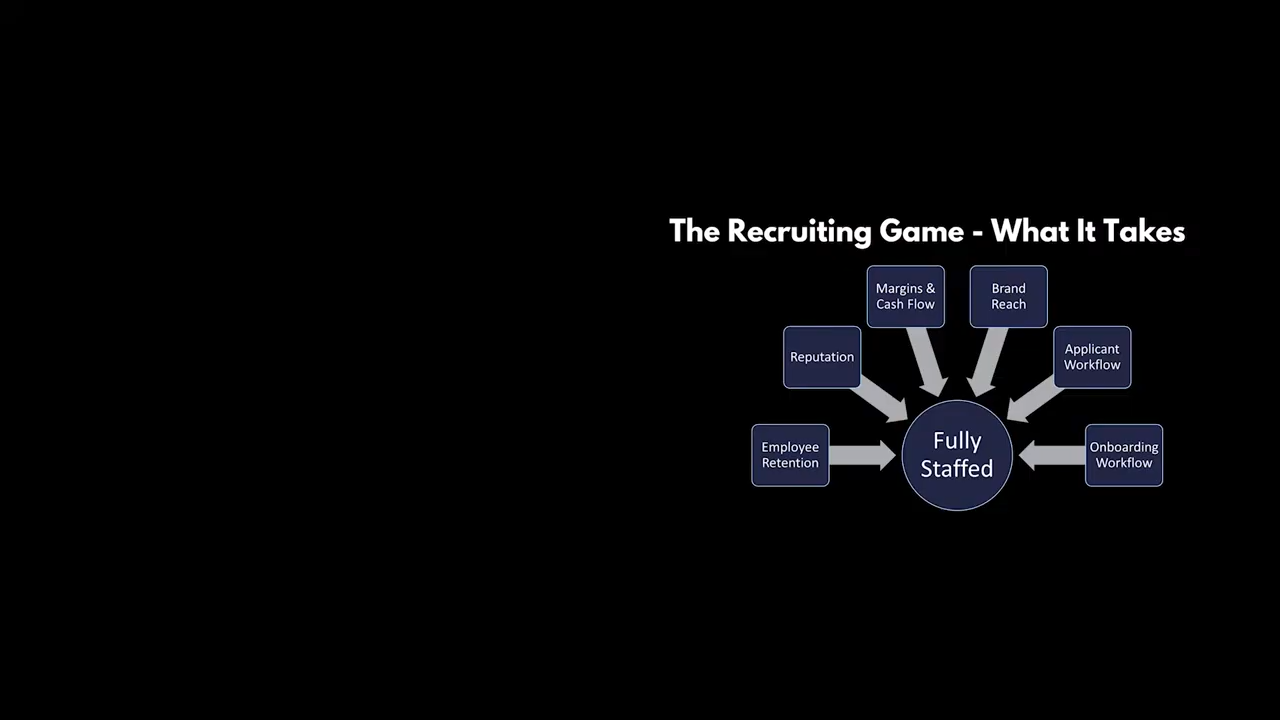 The Recruiting Game - What It Takes
Margins &
Cash Flow
Brand
Reach
Reputation
Applicant
Workflow
Employee
Retention
Fully
Staffed
Onboarding
Workflow